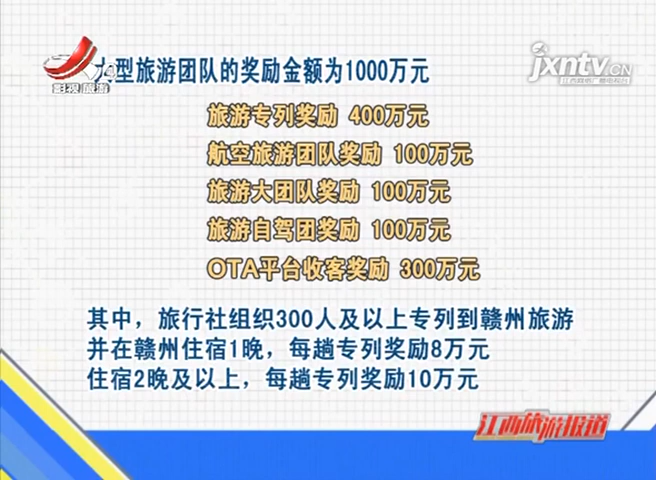 大型旅游团队的奖励金额为1000万元
旅游专列奖励 400万元
航空旅游团队奖励 100万元
旅游大团队奖励 100万元
旅游自驾团奖励 100万元
OTA平台收客奖励 300万元
其中，旅行社组织300人及以上专列到赣州旅游
并在赣州住宿1晚，每趟专列奖励8万元
住宿2晚及以上，每趟专列奖励10万元
影视 旅游
jxntv.CN
江西旅游报道